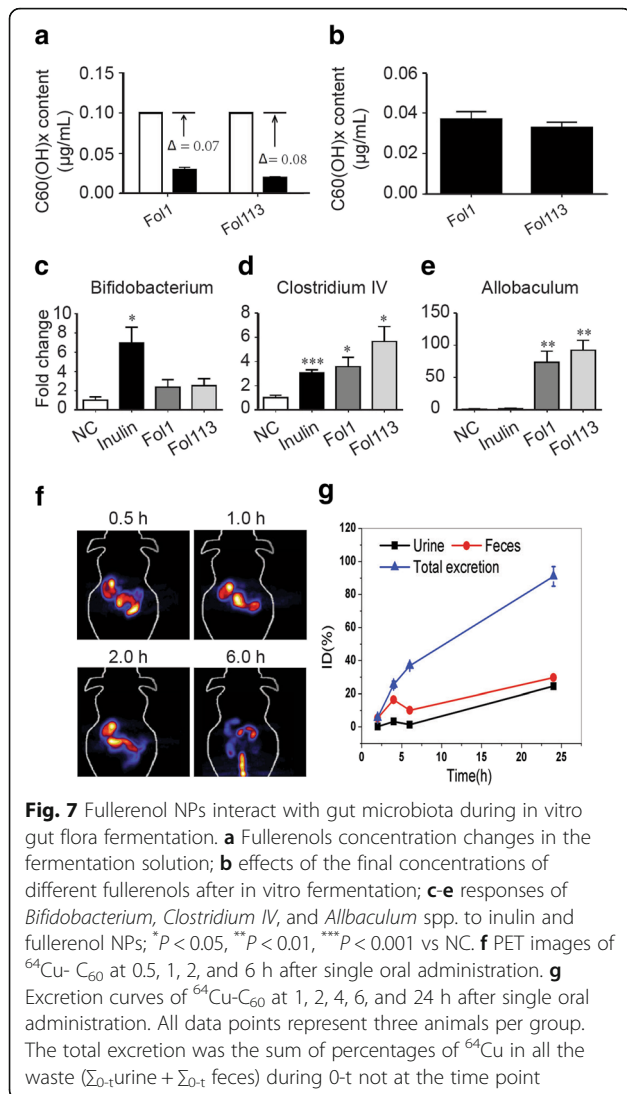 a
C60(OH)x content
(µg/mL)
0.15
0.10
0.05
0.00
Δ = 0.07
Δ = 0.08
Fol1
Fol113
b
C60(OH)x content
(µg/mL)
0.06
0.04
0.02
0.00
Fol1
Fol113
c
Bifidobacterium
Fold change
10
8
6
4
2
0
*
NC
Inulin
Fol1
Fol113
d
Clostridium IV
8
6
4
2
0
***
*
*
NC
Inulin
Fol1
Fol113
e
Allobaculum
150
100
50
0
**
**
NC
Inulin
Fol1
Fol113
f
0.5 h
1.0 h
2.0 h
6.0 h
g
ID(%)
120
100
80
60
40
20
0
Urine
Feces
Total excretion
0
5
10
15
20
25
Time(h)
Fig. 7 Fullerenol NPs interact with gut microbiota during in vitro
gut flora fermentation. a Fullerenols concentration changes in the
fermentation solution; b effects of the final concentrations of
different fullerenols after in vitro fermentation; c-e responses of
Bifidobacterium, Clostridium IV, and Allbaculum spp. to inulin and
fullerenol NPs; *P < 0.05, **P < 0.01, ***P < 0.001 vs NC. f PET images of
64Cu- C60 at 0.5, 1, 2, and 6 h after single oral administration. g
Excretion curves of 64Cu-C60 at 1, 2, 4, 6, and 24 h after single oral
administration. All data points represent three animals per group.
The total excretion was the sum of percentages of 64Cu in all the
waste (∑0-turine + ∑0-t feces) during 0-t not at the time point